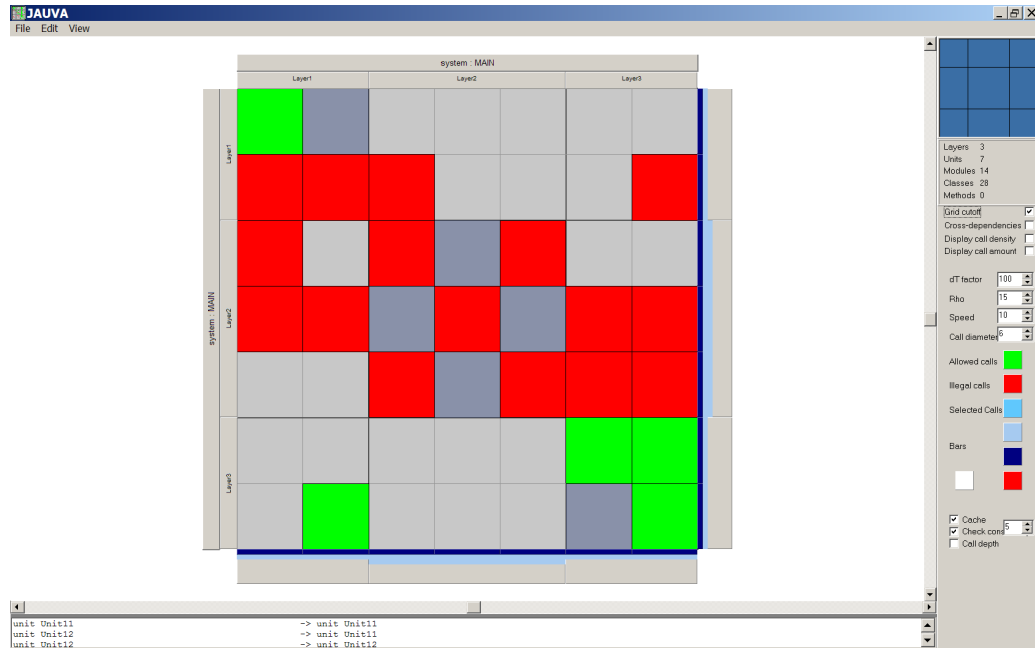 JAUVA
File Edit View
system : MAIN
Layer1 Layer2 Layer3
system : MAIN
Layer1
Layer2
Layer3
Layers 3
Units 7
Modules 14
Classes 28
Methods 0
Grid cutoff
Cross-dependencies
Display call density
Display call amount
dT factor 100
Rho 15
Speed 10
Call diameter 6
Allowed calls
Illegal calls
Selected Calls
Bars
Cache
Check cons 5
Call depth
unit Unit11 -> unit Unit11
unit Unit12 -> unit Unit11
unit Unit12 -> unit Unit12